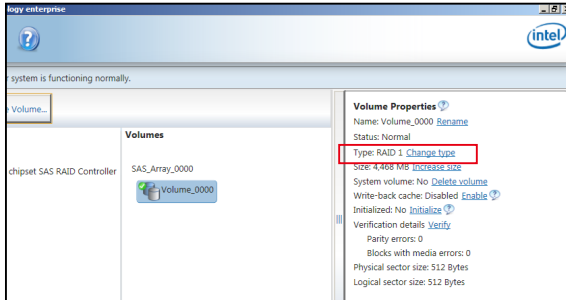 logy enterprise
intel
r system is functioning normally.
e Volume...
Volumes
chipset SAS RAID Controller
SAS_Array_0000
Volume_0000
Volume Properties
Name: Volume_0000 Rename
Status: Normal
Type: RAID 1 Change type
Size: 4,468 MB Increase size
System volume: No Delete volume
Write-back cache: Disabled Enable
Initialized: No Initialize
Verification details Verify
Parity errors: 0
Blocks with media errors: 0
Physical sector size: 512 Bytes
Logical sector size: 512 Bytes